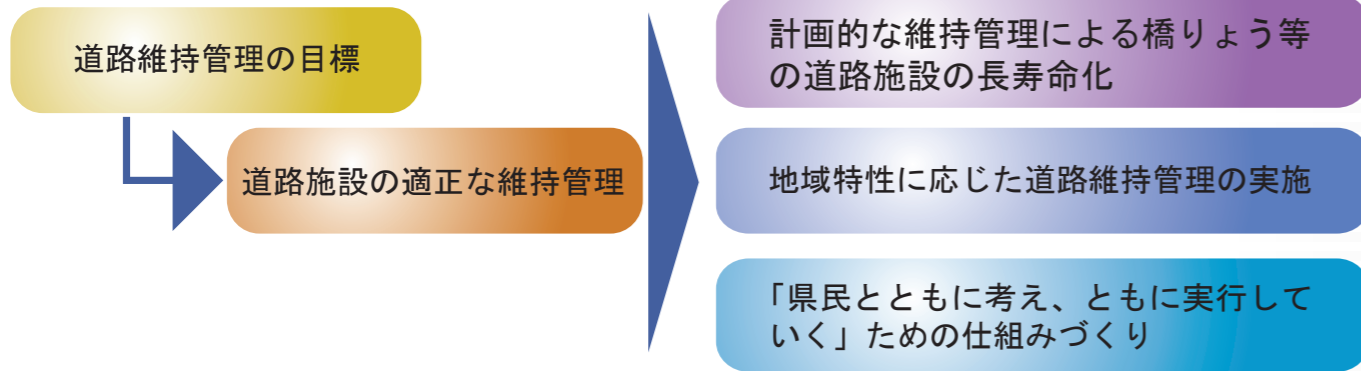 道路維持管理の目標
道路施設の適正な維持管理
計画的な維持管理による橋りょう等
の道路施設の長寿命化
地域特性に応じた道路維持管理の実施
「県民とともに考え、ともに実行して
いく」ための仕組みづくり